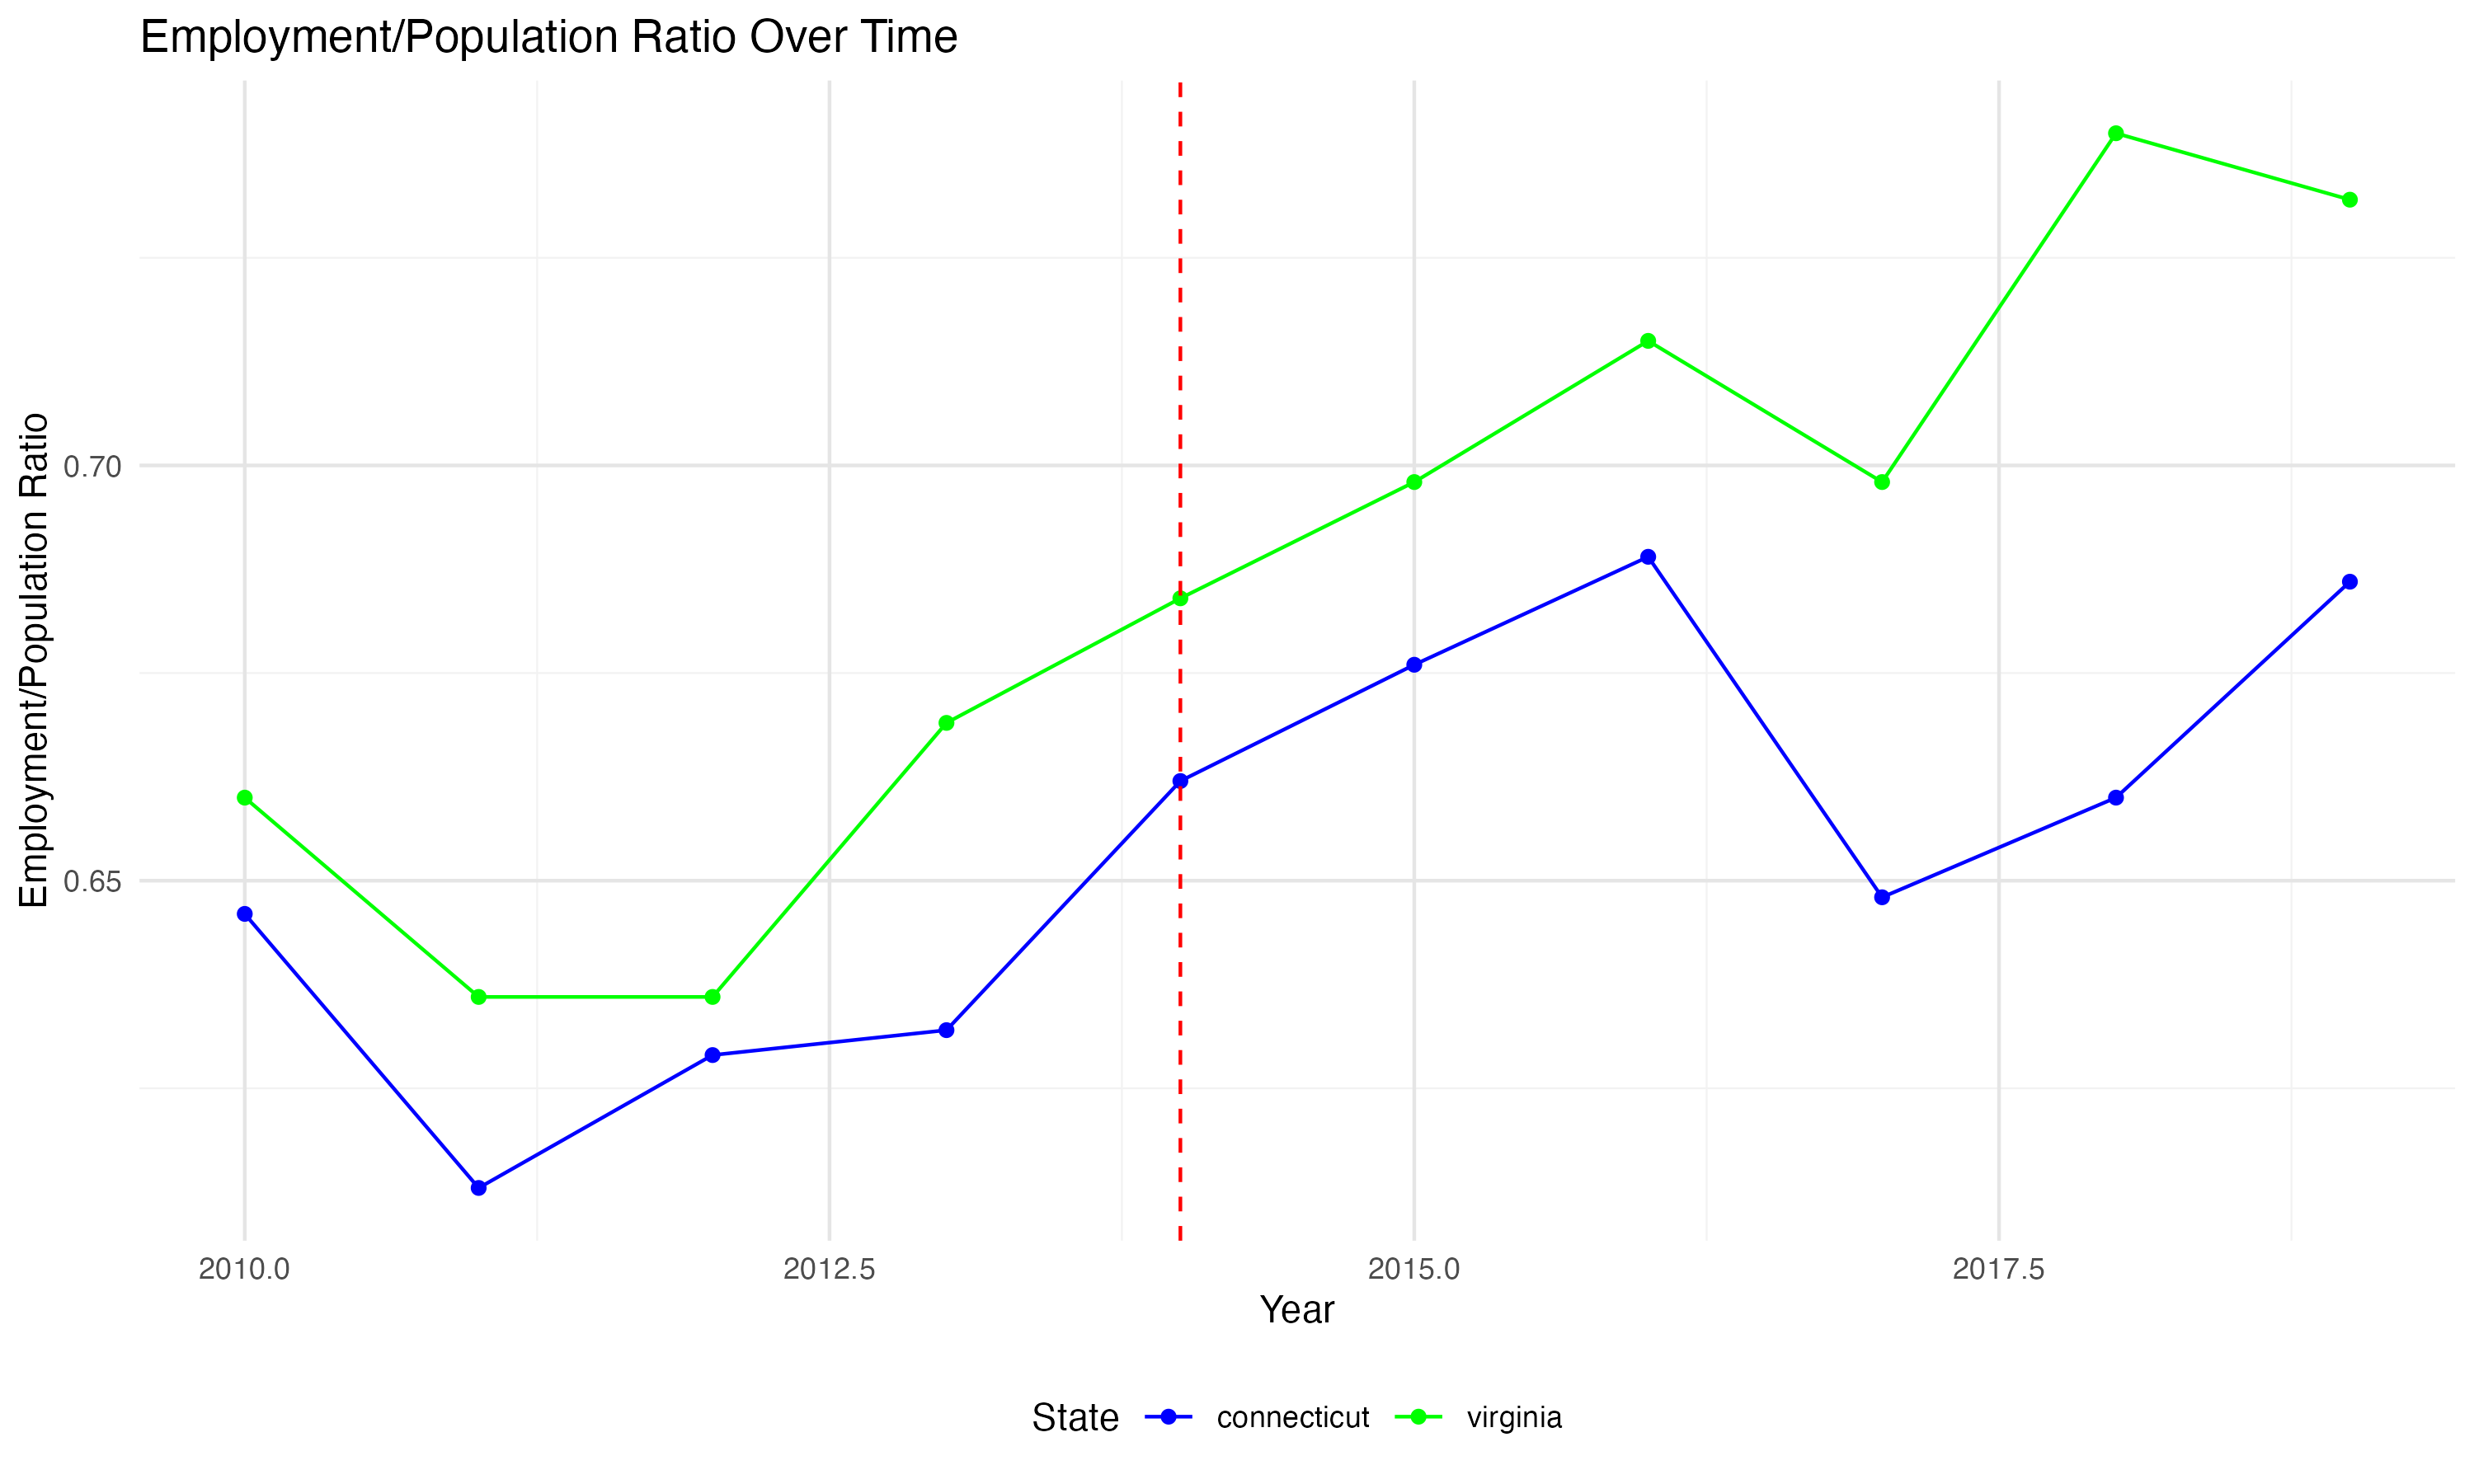 Employment/Population Ratio Over Time
Employment/Population Ratio
0.70
0.65
2010.0 2012.5 2015.0 2017.5
Year
State connecticut virginia